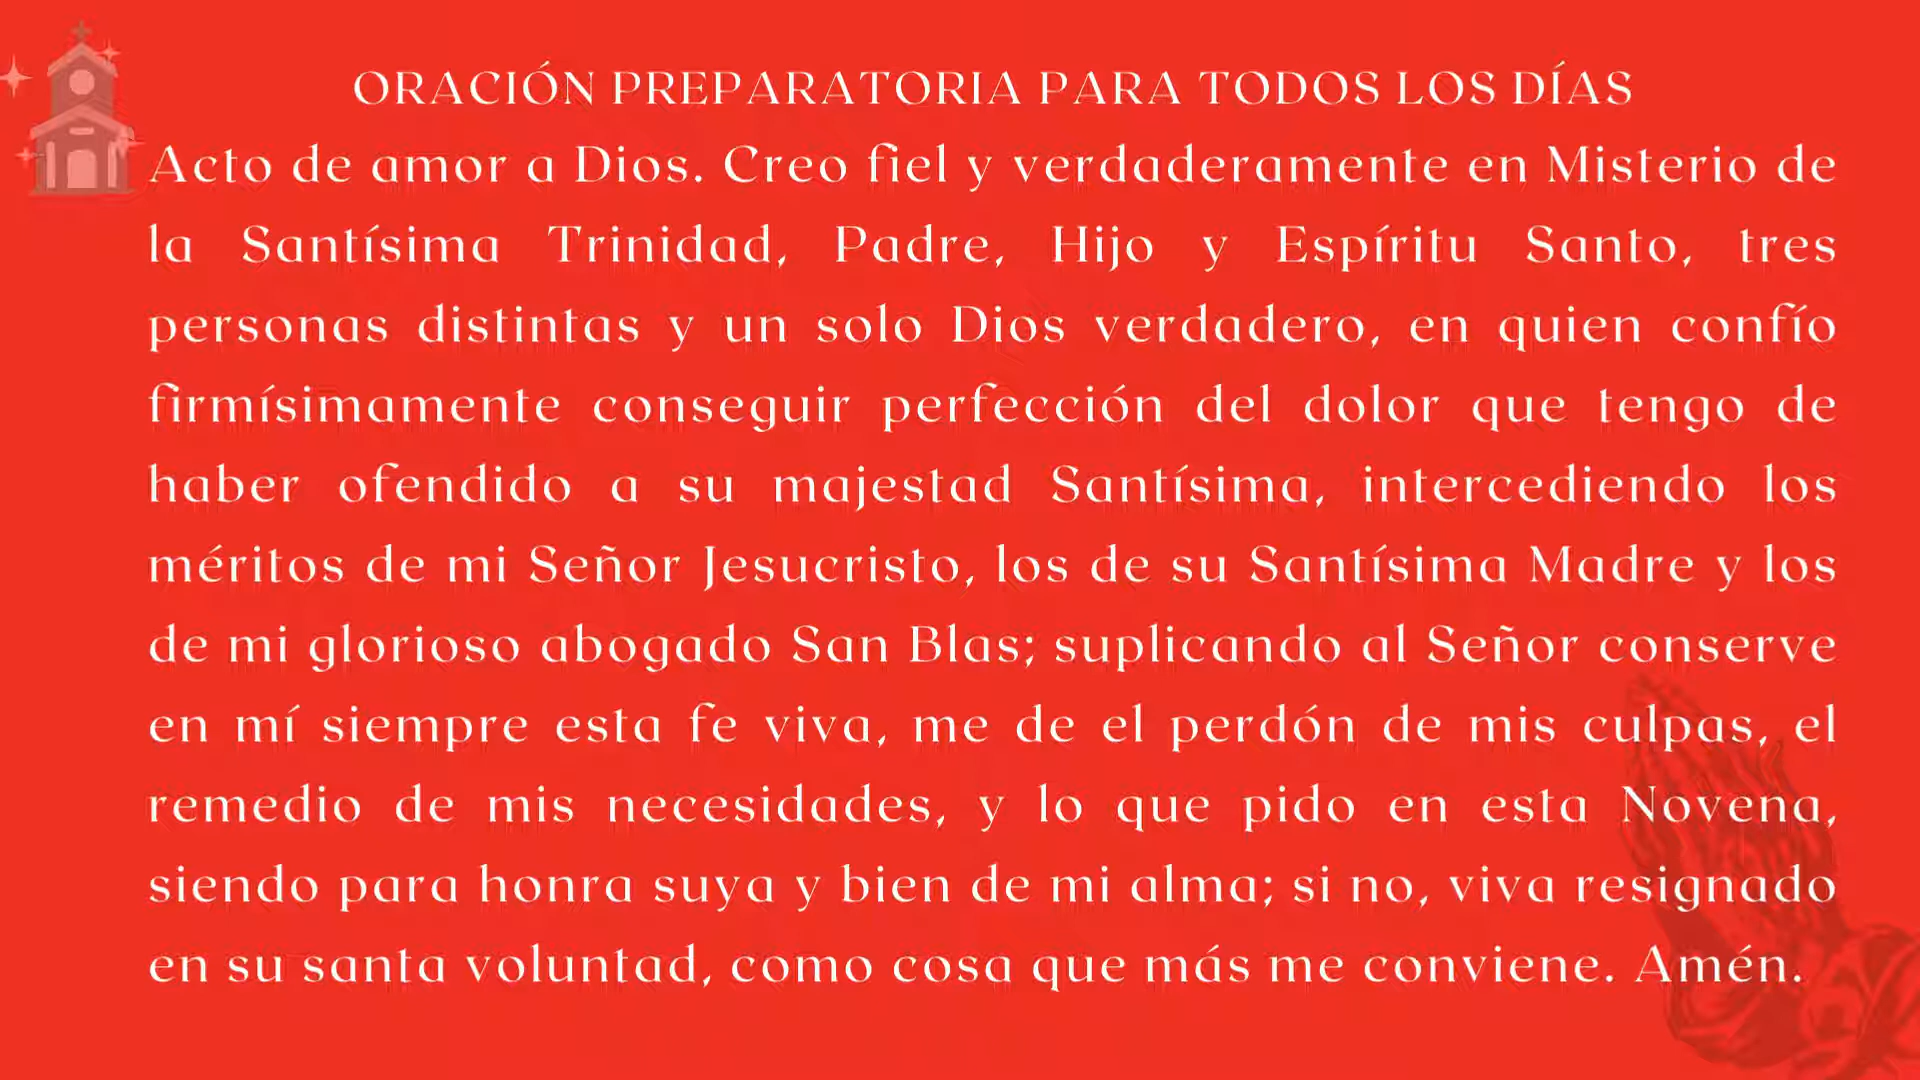 ORACIÓN PREPARATORIA PARA TODOS LOS DÍAS
Acto de amor a Dios. Creo fiel y verdaderamente en Misterio de
la Santísima Trinidad, Padre, Hijo y Espíritu Santo, tres
personas distintas y un solo Dios verdadero, en quien confío
firmísimamente conseguir perfección del dolor que tengo de
haber ofendido a su majestad Santísima, intercediendo los
méritos de mi Señor Jesucristo, los de su Santísima Madre y los
de mi glorioso abogado San Blas; suplicando al Señor conserve
en mí siempre esta fe viva, me de el perdón de mis culpas, el
remedio de mis necesidades, y lo que pido en esta Novena,
siendo para honra suya y bien de mi alma; si no, viva resignado
en su santa voluntad, como cosa que más me conviene. Amén.